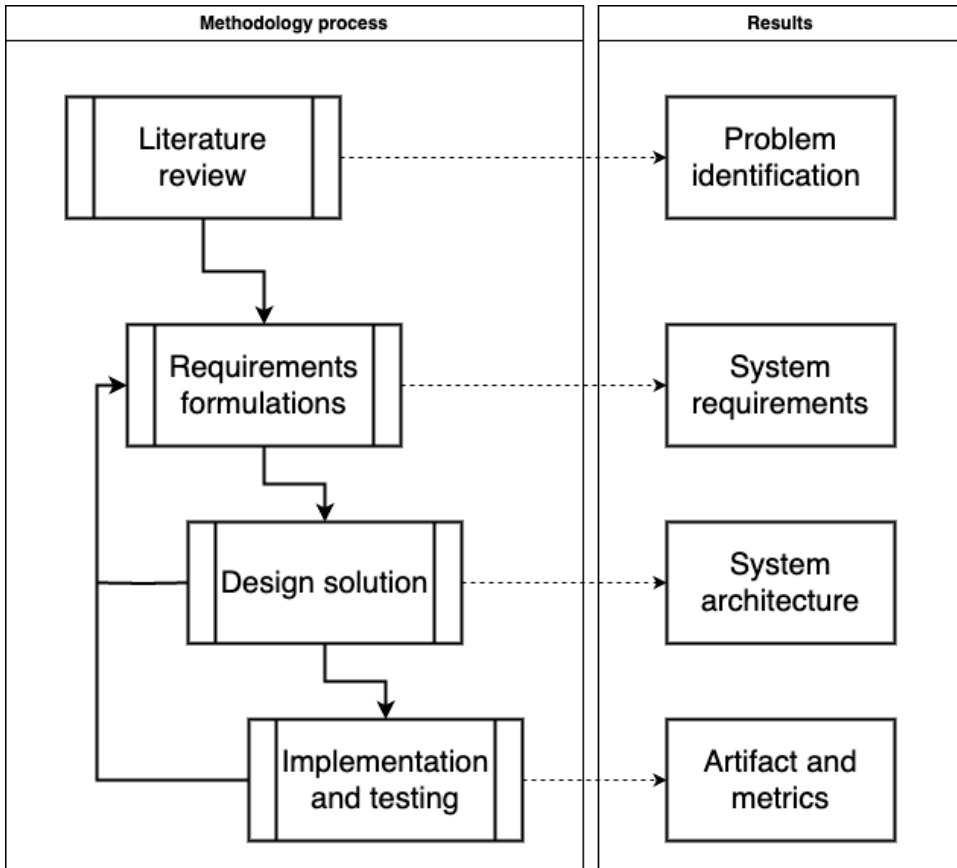 Methodology process
Results
Literature
review
Problem
identification
Requirements
formulations
System
requirements
Design solution
System
architecture
Implementation
and testing
Artifact and
metrics